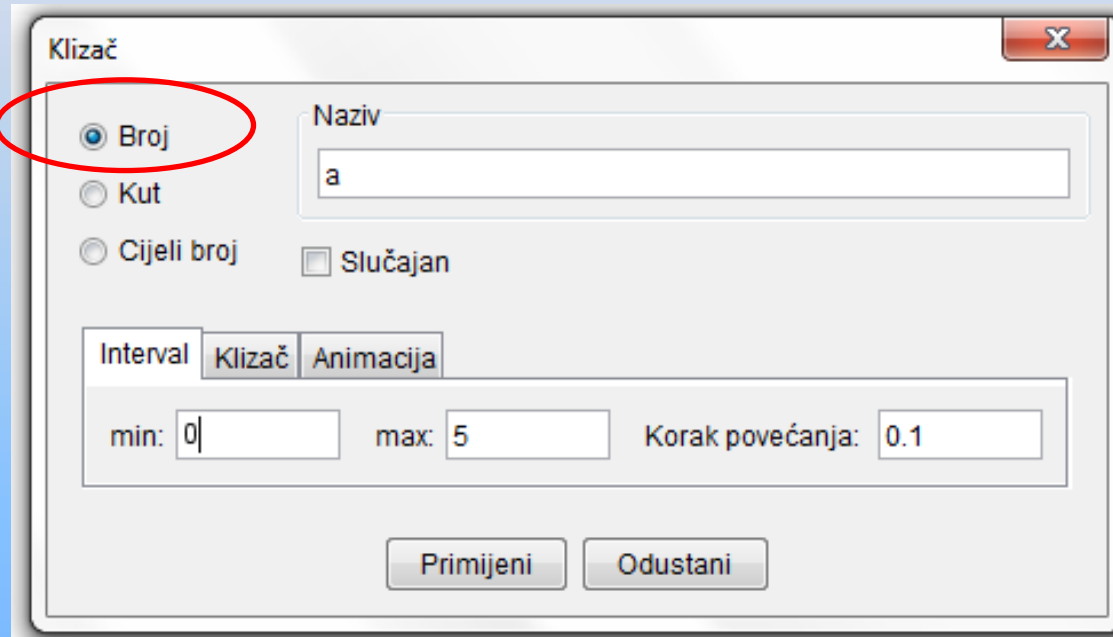 Klizač
Broj
Naziv
a
Kut
Cijeli broj
Slučajan
Interval Klizač Animacija
min: 0 max: 5 Korak povećanja: 0.1
Primijeni Odustani